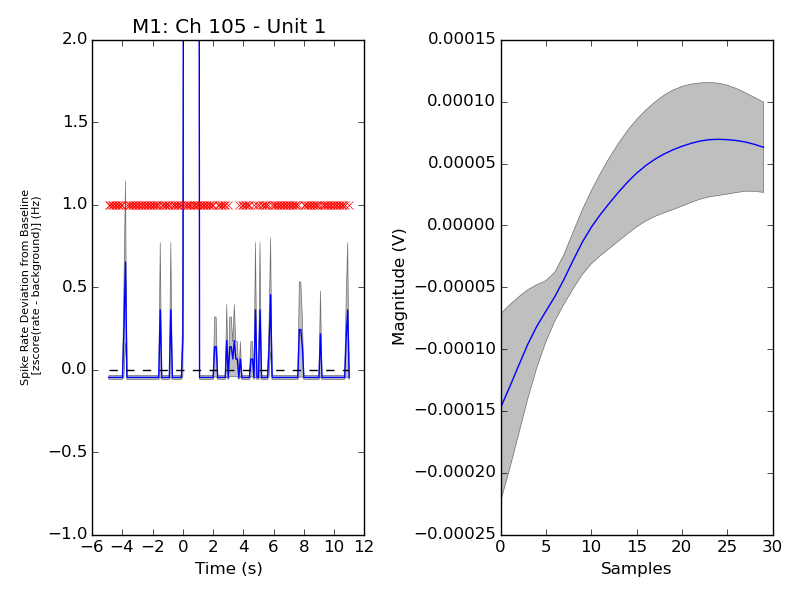 M1: Ch 105 - Unit 1
2.0
1.5
1.0
0.5
0.0
−0.5
−1.0
−6 −4 −2 0 2 4 6 8 10 12
Time (s)
Spike Rate Deviation from Baseline
[zscore(rate - background)] (Hz)
0.00015
0.00010
0.00005
0.00000
−0.00005
−0.00010
−0.00015
−0.00020
−0.00025
0 5 10 15 20 25 30
Samples
Magnitude (V)